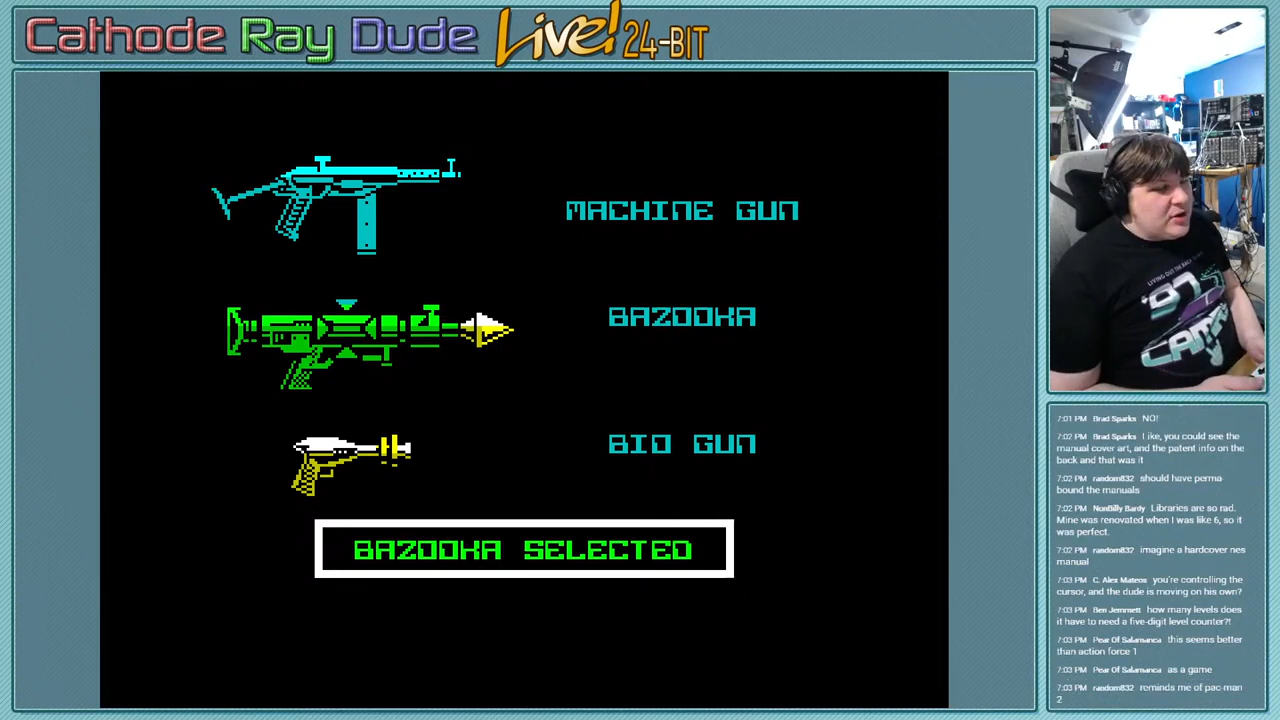 Cathode Ray Dude Live! 24-BIT
MACHINE GUN
BAZOOKA
BIO GUN
BAZOOKA SELECTED
LIVING OUT THE BACK
'97
CAM
7:01 PM Brad Sparks NO!
7:02 PM Brad Sparks Like, you could see the
manual cover art, and the patent info on the
back and that was it
7:02 PM random832 should have perma
bound the manuals
7:02 PM NonBilly Bardy Libraries are so rad.
Mine was renovated when I was like 6, so it
was perfect.
7:02 PM random832 imagine a hardcover nes
manual
7:03 PM C. Alex Mateos you're controlling the
cursor, and the dude is moving on his own?
7:03 PM Ben Jemmett how many levels does
it have to need a five-digit level counter?!
7:03 PM Pear Of Salamanca this seems better
than action force 1
7:03 PM Pear Of Salamanca as a game
7:03 PM random832 reminds me of pac-man
2